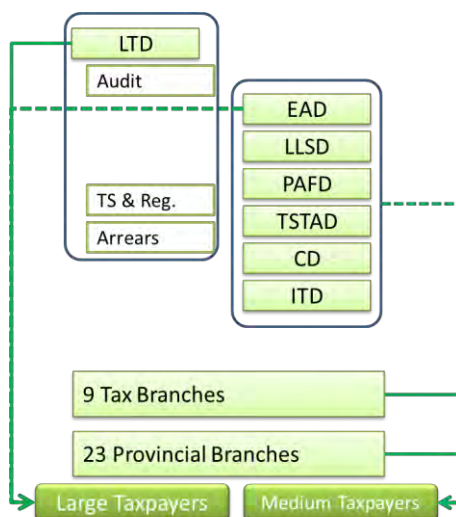 LTD
Audit
TS & Reg.
Arrears
EAD
LLSD
PAFD
TSTAD
CD
ITD
9 Tax Branches
23 Provincial Branches
Large Taxpayers
Medium Taxpayers